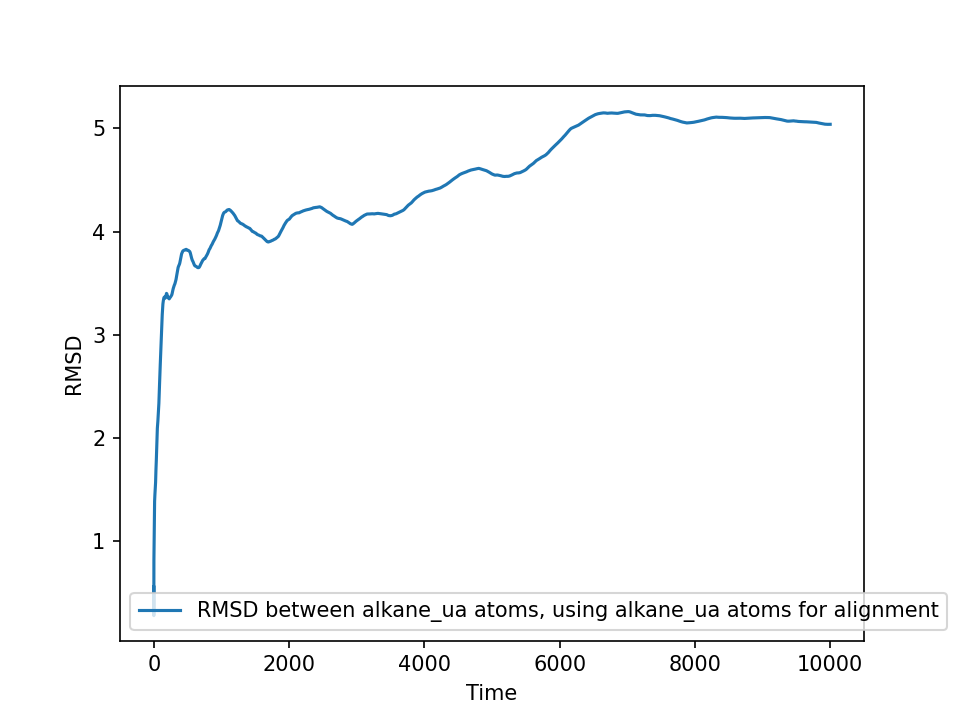 5
4
3
2
1
RMSD
RMSD between alkane_ua atoms, using alkane_ua atoms for alignment
0 2000 4000 6000 8000 10000
Time